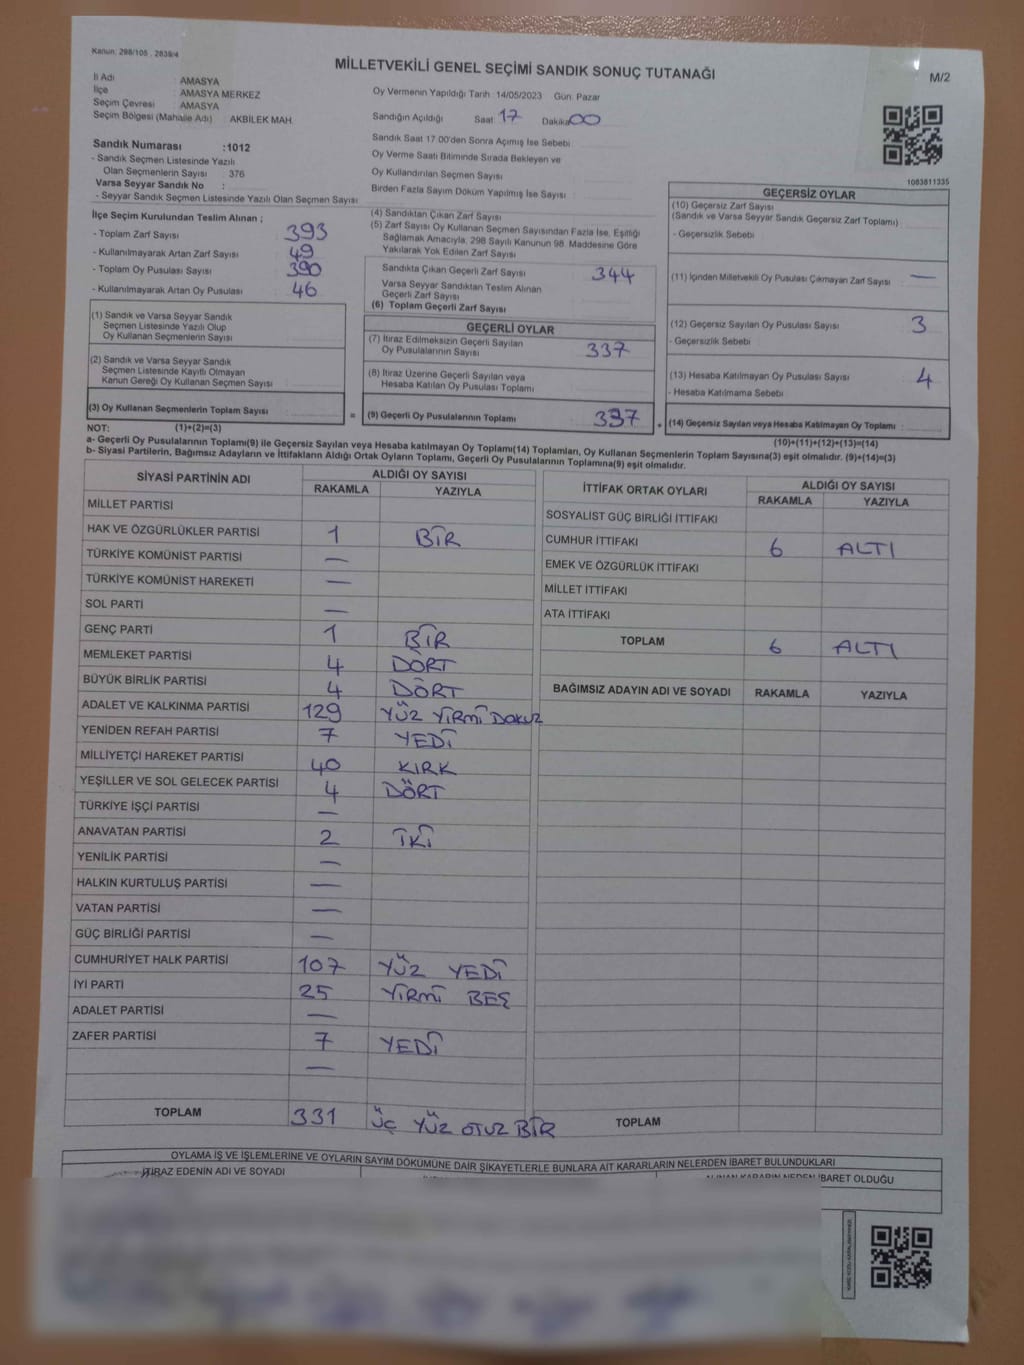 Kanun: 298/105 , 2839/4
MİLLETVEKİLİ GENEL SEÇİMİ SANDIK SONUÇ TUTANAĞI
M/2
İl Adı : AMASYA
İlçe : AMASYA MERKEZ
Seçim Çevresi : AMASYA
Seçim Bölgesi (Mahalle Adı) : AKBİLEK MAH.
Sandık Numarası :1012
- Sandık Seçmen Listesinde Yazılı
Olan Seçmenlerin Sayısı : 376
Varsa Seyyar Sandık No :
- Seyyar Sandık Seçmen Listesinde Yazılı Olan Seçmen Sayısı :
Oy Vermenin Yapıldığı Tarih :14/05/2023 Gün: Pazar
Sandığın Açıldığı Saat 17 Dakika 00
Sandık Saat 17:00'den Sonra Açılmış İse Sebebi
Oy Verme Saati Bitiminde Sırada Bekleyen ve
Oy Kullandırılan Seçmen Sayısı
Birden Fazla Sayım Döküm Yapılmış İse Sayısı :
1083811335
İlçe Seçim Kurulundan Teslim Alınan ;
- Toplam Zarf Sayısı : 393
- Kullanılmayarak Artan Zarf Sayısı : 49
- Toplam Oy Pusulası Sayısı : 390
- Kullanılmayarak Artan Oy Pusulası : 46
(1) Sandık ve Varsa Seyyar Sandık
Seçmen Listesinde Yazılı Olup
Oy Kullanan Seçmenlerin Sayısı :
(2) Sandık ve Varsa Seyyar Sandık
Seçmen Listesinde Kayıtlı Olmayan
Kanun Gereği Oy Kullanan Seçmen Sayısı :
(3) Oy Kullanan Seçmenlerin Toplam Sayısı :
(4) Sandıktan Çıkan Zarf Sayısı :
(5) Zarf Sayısı Oy Kullanan Seçmen Sayısından Fazla İse, Eşitliği
Sağlamak Amacıyla, 298 Sayılı Kanunun 98. Maddesine Göre
Yakılarak Yok Edilen Zarf Sayısı :
Sandıkta Çıkan Geçerli Zarf Sayısı : 344
Varsa Seyyar Sandıktan Teslim Alınan
Geçerli Zarf Sayısı :
(6) Toplam Geçerli Zarf Sayısı :
GEÇERLİ OYLAR
(7) İtiraz Edilmeksizin Geçerli Sayılan
Oy Pusulalarının Sayısı : 337
(8) İtiraz Üzerine Geçerli Sayılan veya
Hesaba Katılan Oy Pusulası Toplamı :
= (9) Geçerli Oy Pusulalarının Toplamı : 337 +
GEÇERSİZ OYLAR
(10) Geçersiz Zarf Sayısı
(Sandık ve Varsa Seyyar Sandık Geçersiz Zarf Toplamı) :
- Geçersizlik Sebebi :
(11) İçinden Milletvekili Oy Pusulası Çıkmayan Zarf Sayısı : —
(12) Geçersiz Sayılan Oy Pusulası Sayısı : 3
- Geçersizlik Sebebi :
(13) Hesaba Katılmayan Oy Pusulası Sayısı : 4
- Hesaba Katılmama Sebebi :
(14) Geçersiz Sayılan veya Hesaba Katılmayan Oy Toplamı :
NOT: (1)+(2)=(3)
(10)+(11)+(12)+(13)=(14)
a- Geçerli Oy Pusulalarının Toplamı(9) ile Geçersiz Sayılan veya Hesaba katılmayan Oy Toplamı(14) Toplamları, Oy Kullanan Seçmenlerin Toplam Sayısına(3) eşit olmalıdır. (9)+(14)=(3)
b- Siyasi Partilerin, Bağımsız Adayların ve İttifakların Aldığı Ortak Oyların Toplamı, Geçerli Oy Pusulalarının Toplamına(9) eşit olmalıdır.
SİYASİ PARTİNİN ADI ALDIĞI OY SAYISI
RAKAMLA YAZIYLA
MİLLET PARTİSİ
HAK VE ÖZGÜRLÜKLER PARTİSİ 1 BİR
TÜRKİYE KOMÜNİST PARTİSİ —
TÜRKİYE KOMÜNİST HAREKETİ —
SOL PARTİ —
GENÇ PARTİ 1 BİR
MEMLEKET PARTİSİ 4 DÖRT
BÜYÜK BİRLİK PARTİSİ 4 DÖRT
ADALET VE KALKINMA PARTİSİ 129 YÜZ YİRMİ DOKUZ
YENİDEN REFAH PARTİSİ 7 YEDİ
MİLLİYETÇİ HAREKET PARTİSİ 40 KIRK
YEŞİLLER VE SOL GELECEK PARTİSİ 4 DÖRT
TÜRKİYE İŞÇİ PARTİSİ —
ANAVATAN PARTİSİ 2 İKİ
YENİLİK PARTİSİ —
HALKIN KURTULUŞ PARTİSİ —
VATAN PARTİSİ —
GÜÇ BİRLİĞİ PARTİSİ —
CUMHURİYET HALK PARTİSİ 107 YÜZ YEDİ
İYİ PARTİ 25 YİRMİ BEŞ
ADALET PARTİSİ —
ZAFER PARTİSİ 7 YEDİ
—
TOPLAM 331 ÜÇ YÜZ OTUZ BİR
İTTİFAK ORTAK OYLARI ALDIĞI OY SAYISI
RAKAMLA YAZIYLA
SOSYALİST GÜÇ BİRLİĞİ İTTİFAKI
CUMHUR İTTİFAKI 6 ALTI
EMEK VE ÖZGÜRLÜK İTTİFAKI
MİLLET İTTİFAKI
ATA İTTİFAKI
TOPLAM 6 ALTI
BAĞIMSIZ ADAYIN ADI VE SOYADI RAKAMLA YAZIYLA
TOPLAM
OYLAMA İŞ VE İŞLEMLERİNE VE OYLARIN SAYIM DÖKÜMÜNE DAİR ŞİKAYETLERLE BUNLARA AİT KARARLARIN NELERDEN İBARET BULUNDUKLARI
İTİRAZ EDENİN ADI VE SOYADI
ALINAN KARARIN NEDEN İBARET OLDUĞU